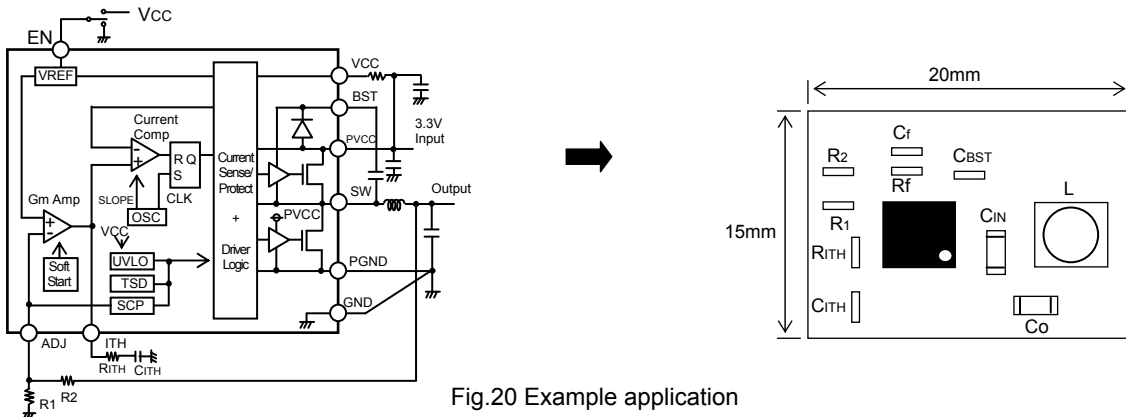 VCC
EN
VREF
VCC
BST
Current
Comp
3.3V
Input
PVCC
R Q
S
Current
Sense/
Protect
+
Driver
Logic
CLK
SLOPE
OSC
Gm Amp
VCC
SW
Output
PVCC
UVLO
Soft
Start
TSD
SCP
PGND
GND
ADJ
ITH
RITH
CITH
R2
R1
20mm
15mm
Cf
R2
Rf
CBST
L
R1
CIN
RITH
CITH
Co
Fig.20 Example application